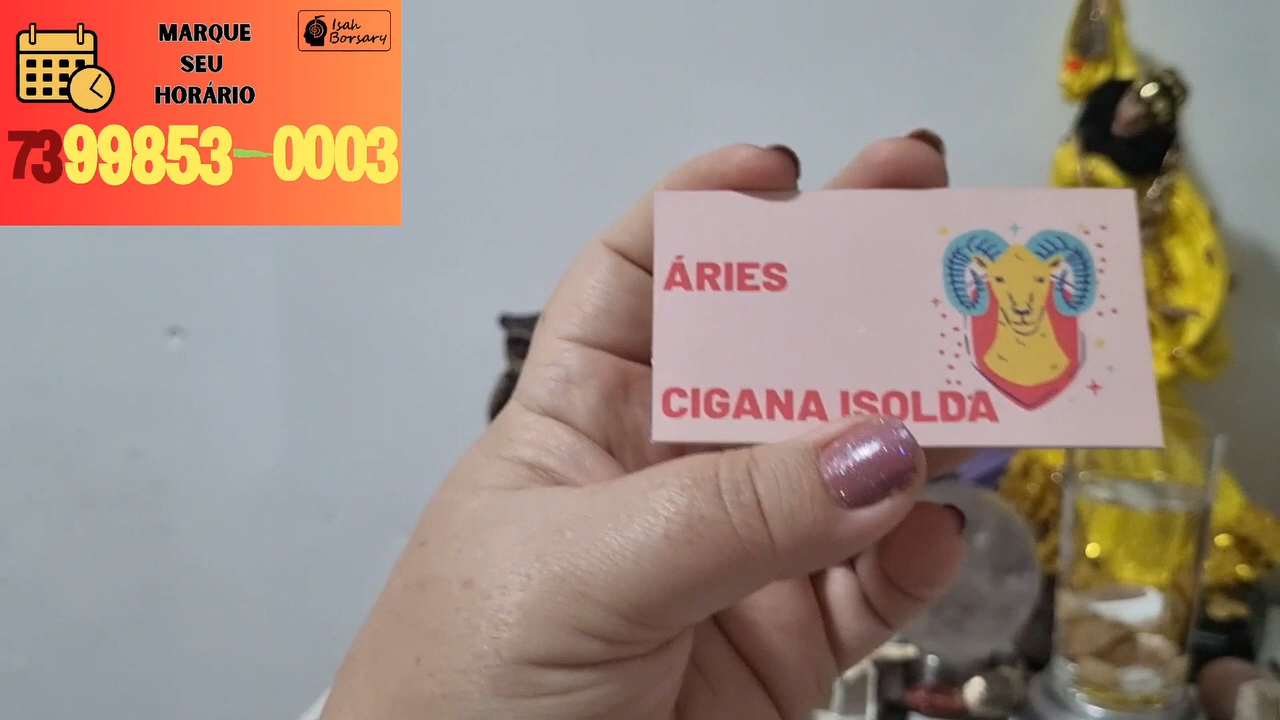 MARQUE
SEU
HORÁRIO
Isah
Borsary
7399853-0003
ÁRIES
CIGANA ISOLDA